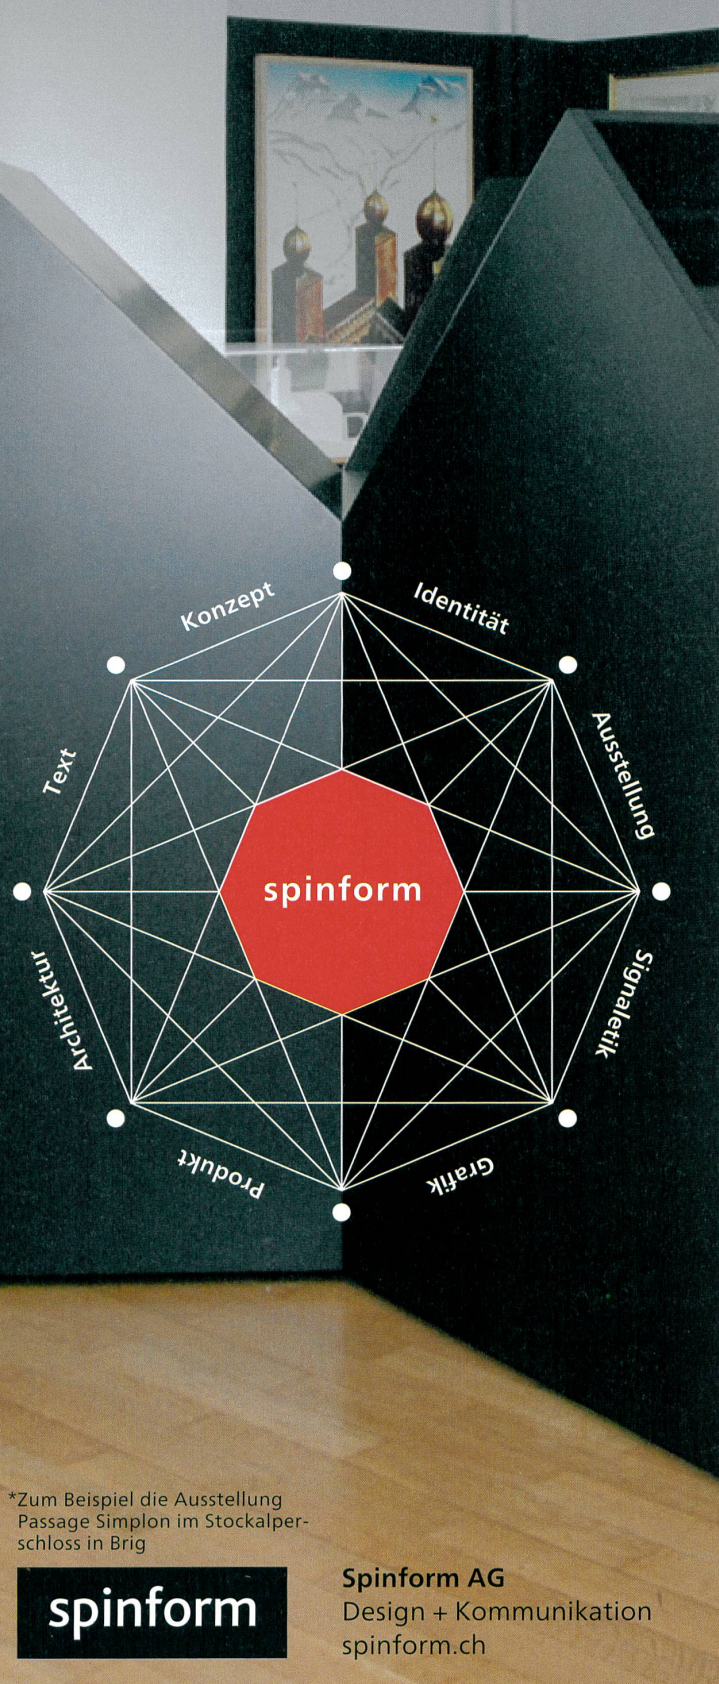 Konzept
Identität
Text
Ausstellung
spinform
Architektur
Signaletik
Produkt
Grafik
*Zum Beispiel die Ausstellung
Passage Simplon im Stockalper-
schloss in Brig
spinform
Spinform AG
Design + Kommunikation
spinform.ch